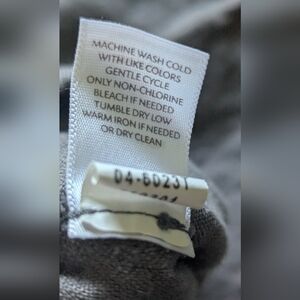 MACHINE WASH COLD
WITH LIKE COLORS
GENTLE CYCLE
ONLY NON-CHLORINE
BLEACH IF NEEDED
TUMBLE DRY LOW
WARM IRON IF NEEDED
OR DRY CLEAN
04-60231